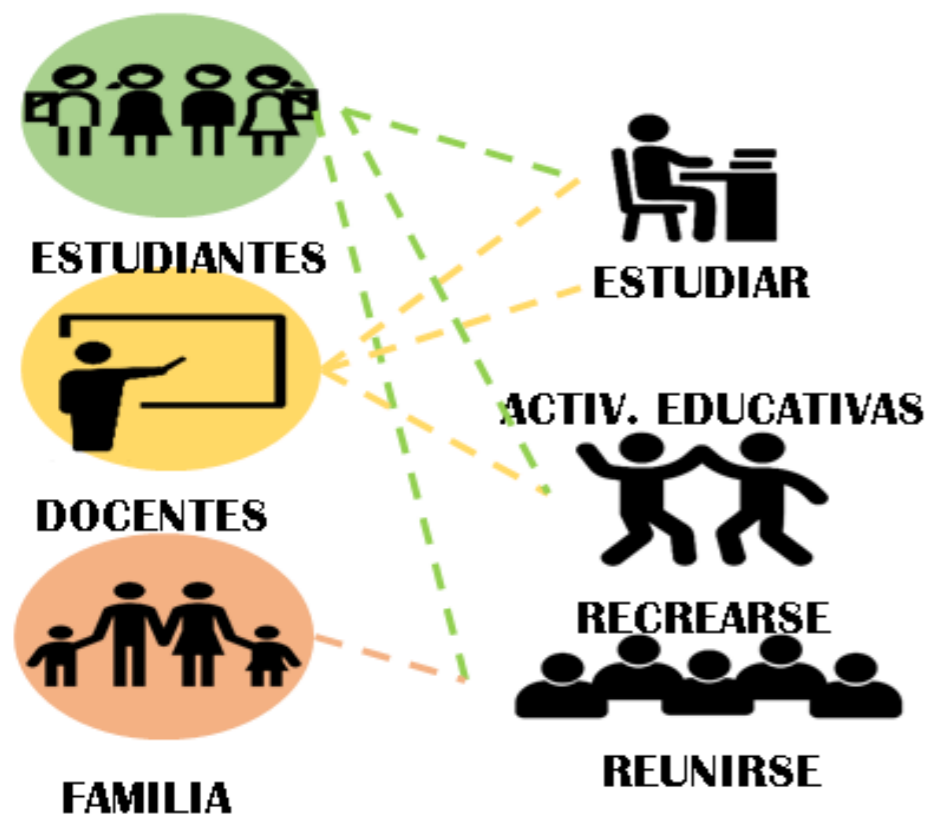 ESTUDIANTES
DOCENTES
FAMILIA
ESTUDIAR
ACTIV. EDUCATIVAS
RECREARSE
REUNIRSE